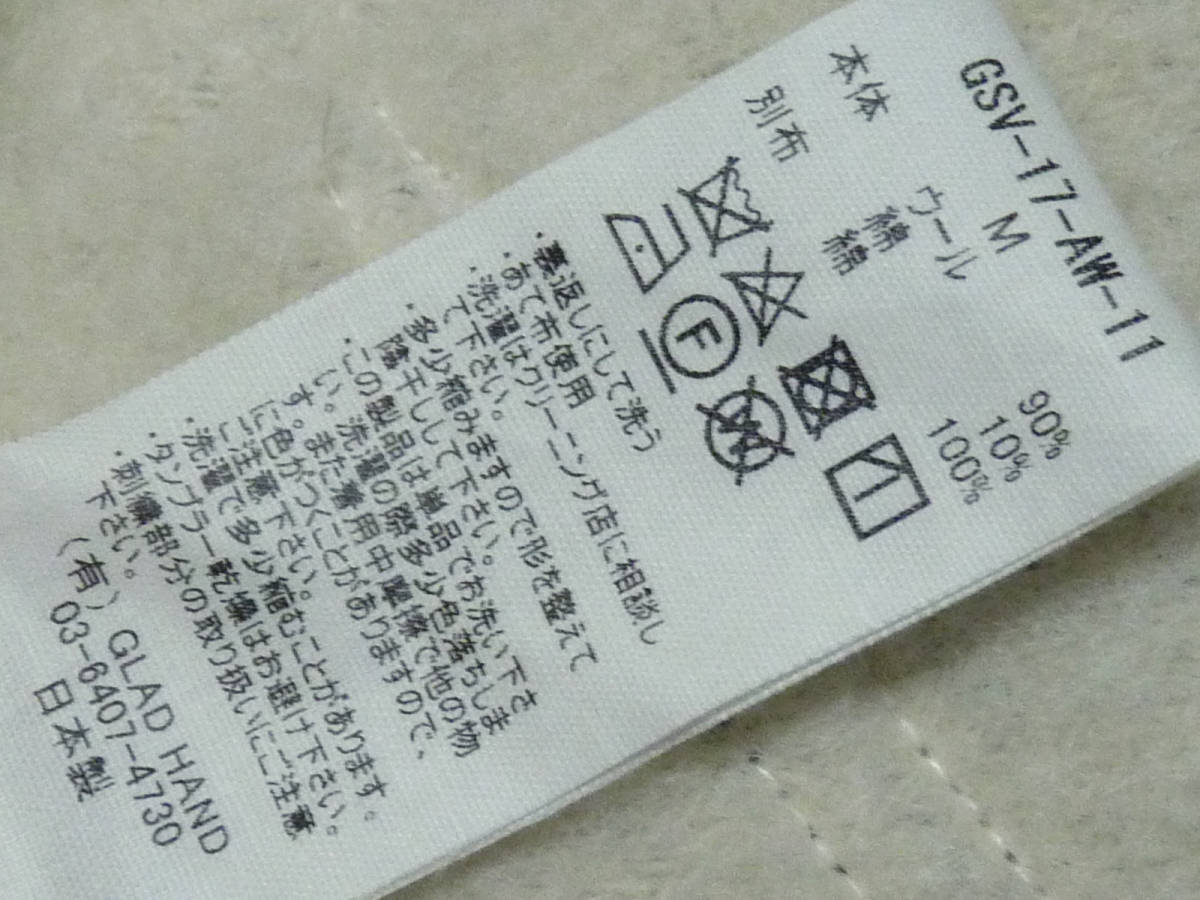 GSV-17-AW-11
M
本体 ウール 90%
綿 10%
別布 綿 100%
F
W
・裏返しにして洗う
・あて布使用
・洗濯はクリーニング店に相談し
て下さい。
・多少縮みますので形を整えて
陰干しして下さい。
・この製品は単品でお洗い下さ
い。洗濯の際多少色落ちしま
す。また着用中摩擦で他の物
に色がつくことがありますので、
ご注意下さい。
・洗濯で多少縮むことがあります。
・タンブラー乾燥はお避け下さい。
・刺繍部分の取り扱いにご注意
下さい。
(有)GLAD HAND
03-6407-4730
日本製